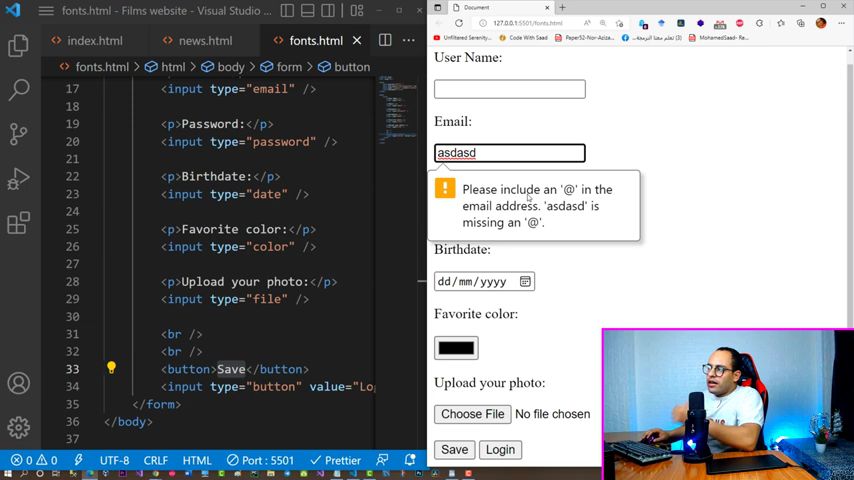 fonts.html - Films website - Visual Studio ...
index.html
news.html
fonts.html
fonts.html > html > body > form > button
17 <input type="email" />
18
19 <p>Password:</p>
20 <input type="password" />
21
22 <p>Birthdate:</p>
23 <input type="date" />
24
25 <p>Favorite color:</p>
26 <input type="color" />
27
28 <p>Upload your photo:</p>
29 <input type="file" />
30
31 <br />
32 <br />
33 <button>Save</button>
34 <input type="button" value="Lo
35 </form>
36 </body>
37
0 0 UTF-8 CRLF HTML Port : 5501 Prettier
Document
127.0.0.1:5501/fonts.html
Unfiltered Serenity...
Code With Saad
Paper52-Nor-Aziza...
MohamedSaad- Ro...
User Name:
Email:
asdasd
Please include an '@' in the
email address. 'asdasd' is
missing an '@'.
Birthdate:
dd/mm/yyyy
Favorite color:
Upload your photo:
Choose File No file chosen
Save Login